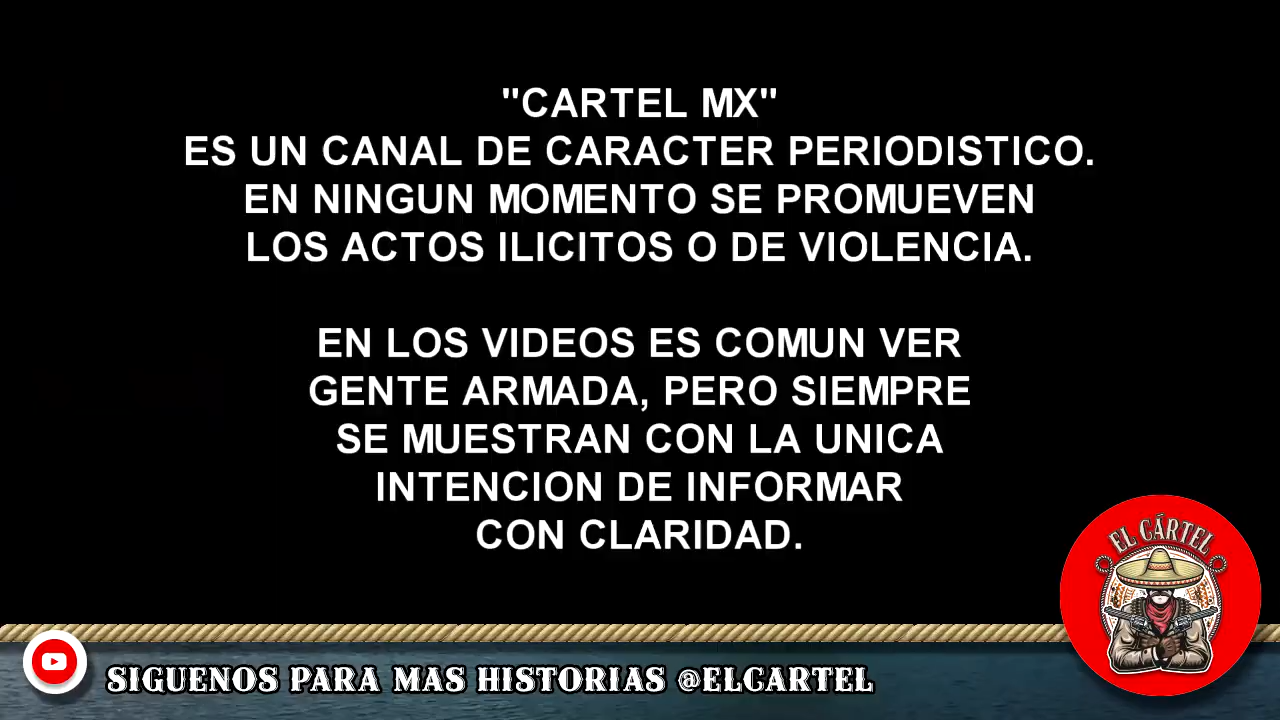 "CARTEL MX"
ES UN CANAL DE CARACTER PERIODISTICO.
EN NINGUN MOMENTO SE PROMUEVEN
LOS ACTOS ILICITOS O DE VIOLENCIA.
EN LOS VIDEOS ES COMUN VER
GENTE ARMADA, PERO SIEMPRE
SE MUESTRAN CON LA UNICA
INTENCION DE INFORMAR
CON CLARIDAD.
EL CÁRTEL
SIGUENOS PARA MAS HISTORIAS @ELCARTEL